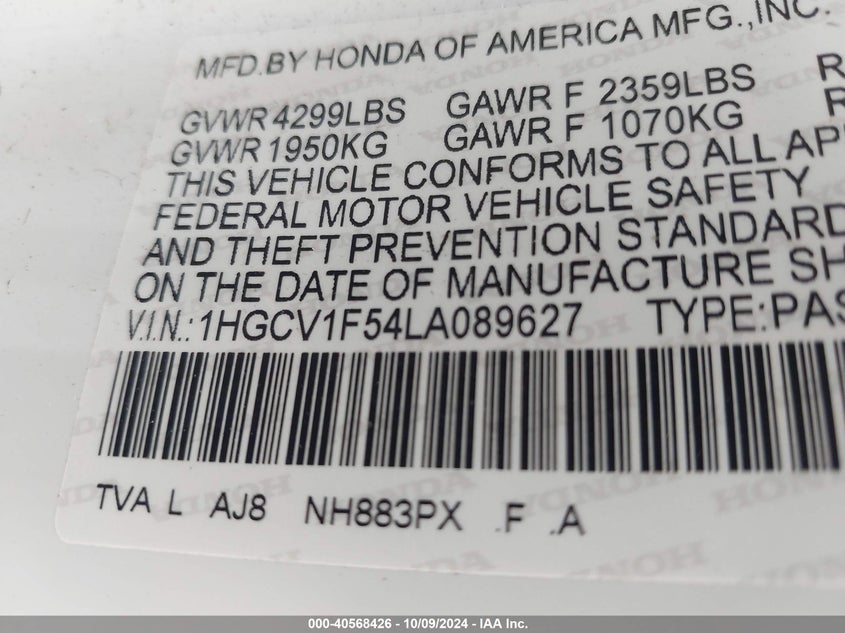 MFD.BY HONDA OF AMERICA MFG.,INC.
GVWR 4299LBS GAWR F 2359LBS R
GVWR 1950KG GAWR F 1070KG R
THIS VEHICLE CONFORMS TO ALL APP
FEDERAL MOTOR VEHICLE SAFETY
AND THEFT PREVENTION STANDARD
ON THE DATE OF MANUFACTURE SH
V.I.N.:1HGCV1F54LA089627 TYPE:PAS
TVA L AJ8 NH883PX .F .A
000-40568426 - 10/09/2024 - IAA Inc.